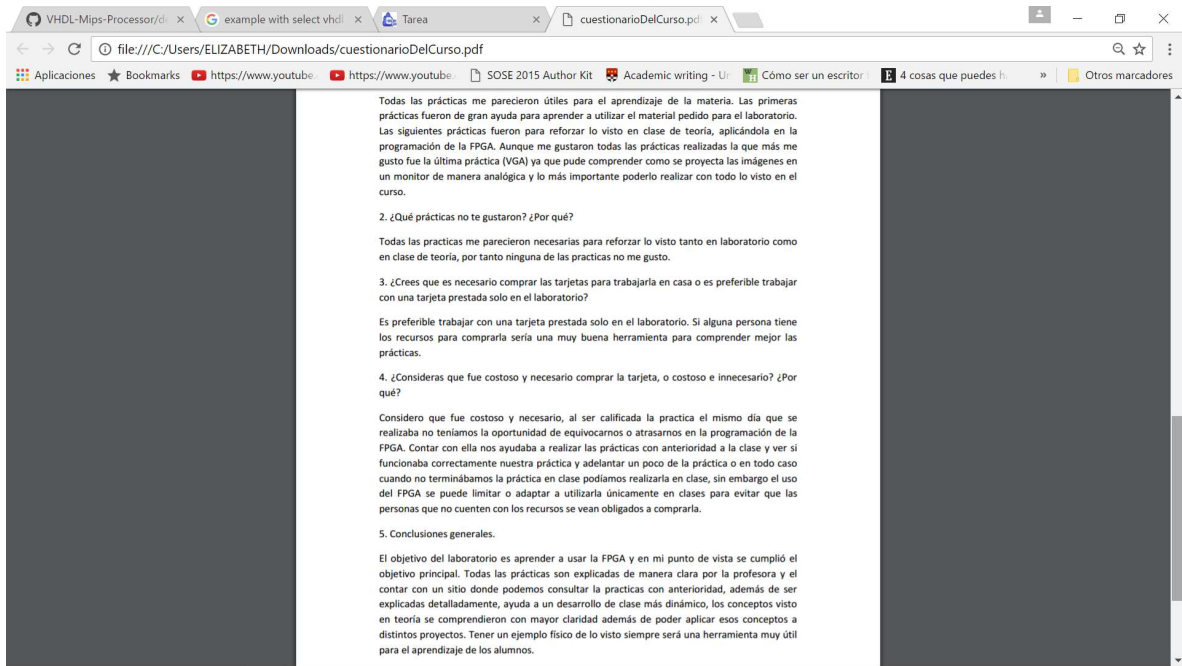 VHDL-Mips-Processor/d
example with select vhdl
Tarea
cuestionarioDelCurso.pd
file:///C:/Users/ELIZABETH/Downloads/cuestionarioDelCurso.pdf
Aplicaciones
Bookmarks
https://www.youtube.
https://www.youtube.
SOSE 2015 Author Kit
Academic writing - Ur
Cómo ser un escritor
4 cosas que puedes h
»
Otros marcadores
Todas las prácticas me parecieron útiles para el aprendizaje de la materia. Las primeras
prácticas fueron de gran ayuda para aprender a utilizar el material pedido para el laboratorio.
Las siguientes prácticas fueron para reforzar lo visto en clase de teoría, aplicándola en la
programación de la FPGA. Aunque me gustaron todas las prácticas realizadas la que más me
gusto fue la última práctica (VGA) ya que pude comprender como se proyecta las imágenes en
un monitor de manera analógica y lo más importante poderlo realizar con todo lo visto en el
curso.
2. ¿Qué prácticas no te gustaron? ¿Por qué?
Todas las practicas me parecieron necesarias para reforzar lo visto tanto en laboratorio como
en clase de teoría, por tanto ninguna de las practicas no me gusto.
3. ¿Crees que es necesario comprar las tarjetas para trabajarla en casa o es preferible trabajar
con una tarjeta prestada solo en el laboratorio?
Es preferible trabajar con una tarjeta prestada solo en el laboratorio. Si alguna persona tiene
los recursos para comprarla sería una muy buena herramienta para comprender mejor las
prácticas.
4. ¿Consideras que fue costoso y necesario comprar la tarjeta, o costoso e innecesario? ¿Por
qué?
Considero que fue costoso y necesario, al ser calificada la practica el mismo día que se
realizaba no teníamos la oportunidad de equivocarnos o atrasarnos en la programación de la
FPGA. Contar con ella nos ayudaba a realizar las prácticas con anterioridad a la clase y ver si
funcionaba correctamente nuestra práctica y adelantar un poco de la práctica o en todo caso
cuando no terminábamos la práctica en clase podíamos realizarla en clase, sin embargo el uso
del FPGA se puede limitar o adaptar a utilizarla únicamente en clases para evitar que las
personas que no cuenten con los recursos se vean obligados a comprarla.
5. Conclusiones generales.
El objetivo del laboratorio es aprender a usar la FPGA y en mi punto de vista se cumplió el
objetivo principal. Todas las prácticas son explicadas de manera clara por la profesora y el
contar con un sitio donde podemos consultar la practicas con anterioridad, además de ser
explicadas detalladamente, ayuda a un desarrollo de clase más dinámico, los conceptos visto
en teoría se comprendieron con mayor claridad además de poder aplicar esos conceptos a
distintos proyectos. Tener un ejemplo físico de lo visto siempre será una herramienta muy útil
para el aprendizaje de los alumnos.